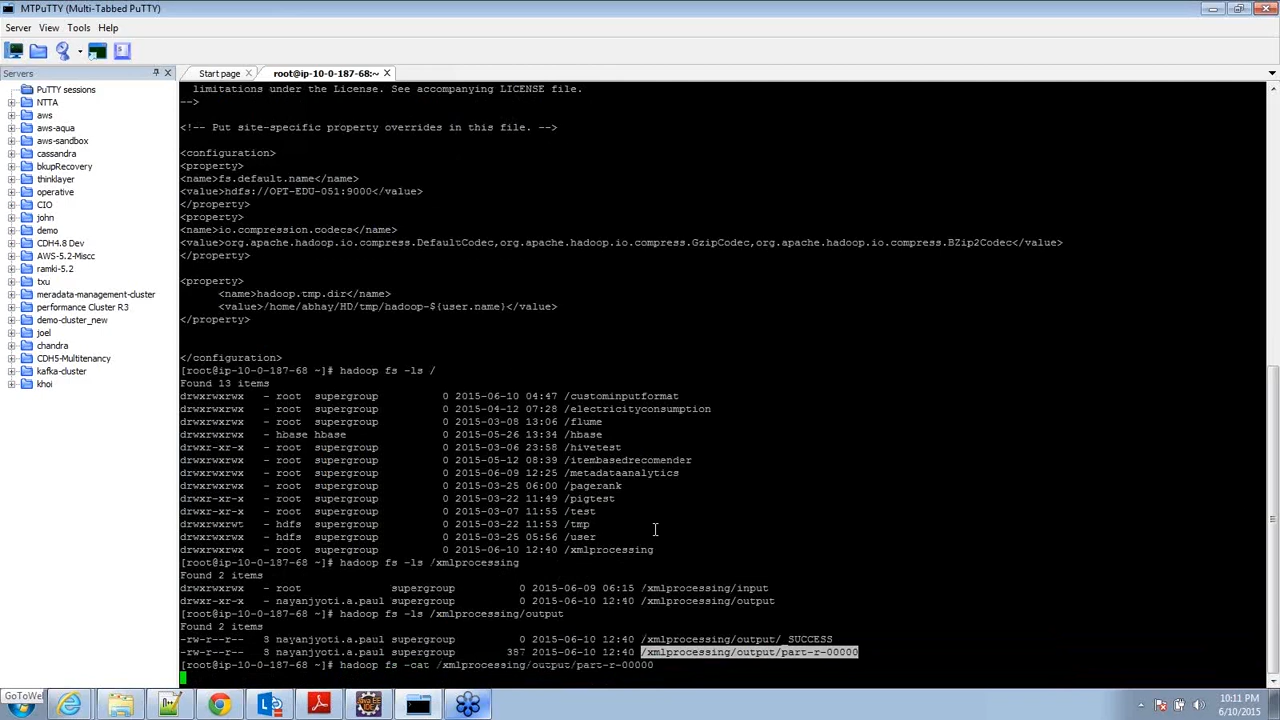 MTPuTTY (Multi-Tabbed PuTTY)
Server View Tools Help
Servers
Start page
root@ip-10-0-187-68:~
PuTTY sessions
NTTA
aws
aws-aqua
aws-sandbox
cassandra
bkupRecovery
thinklayer
operative
CIO
john
demo
CDH4.8 Dev
AWS-5.2-Miscc
ramki-5.2
txu
meradata-management-cluster
performance Cluster R3
demo-cluster_new
joel
chandra
CDH5-Multitenancy
kafka-cluster
khoi
limitations under the License. See accompanying LICENSE file.
-->
<!-- Put site-specific property overrides in this file. -->
<configuration>
<property>
<name>fs.default.name</name>
<value>hdfs://OPT-EDU-051:9000</value>
</property>
<property>
<name>io.compression.codecs</name>
<value>org.apache.hadoop.io.compress.DefaultCodec,org.apache.hadoop.io.compress.GzipCodec,org.apache.hadoop.io.compress.BZip2Codec</value>
</property>
<property>
<name>hadoop.tmp.dir</name>
<value>/home/abhay/HD/tmp/hadoop-${user.name}</value>
</property>
</configuration>
[root@ip-10-0-187-68 ~]# hadoop fs -ls /
Found 13 items
drwxrwxrwx - root supergroup 0 2015-06-10 04:47 /custominputformat
drwxrwxrwx - root supergroup 0 2015-04-12 07:28 /electricityconsumption
drwxrwxrwx - root supergroup 0 2015-03-08 13:06 /flume
drwxrwxrwx - hbase hbase 0 2015-05-26 13:34 /hbase
drwxr-xr-x - root supergroup 0 2015-03-06 23:58 /hivetest
drwxrwxrwx - root supergroup 0 2015-05-12 08:39 /itembasedrecomender
drwxrwxrwx - root supergroup 0 2015-06-09 12:25 /metadataanalytics
drwxrwxrwx - root supergroup 0 2015-03-25 06:00 /pagerank
drwxr-xr-x - root supergroup 0 2015-03-22 11:49 /pigtest
drwxr-xr-x - root supergroup 0 2015-03-07 11:55 /test
drwxrwxrwt - hdfs supergroup 0 2015-03-22 11:53 /tmp
drwxrwxrwx - hdfs supergroup 0 2015-03-25 05:56 /user
drwxrwxrwx - root supergroup 0 2015-06-10 12:40 /xmlprocessing
[root@ip-10-0-187-68 ~]# hadoop fs -ls /xmlprocessing
Found 2 items
drwxrwxrwx - root supergroup 0 2015-06-09 06:15 /xmlprocessing/input
drwxr-xr-x - nayanjyoti.a.paul supergroup 0 2015-06-10 12:40 /xmlprocessing/output
[root@ip-10-0-187-68 ~]# hadoop fs -ls /xmlprocessing/output
Found 2 items
-rw-r--r-- 3 nayanjyoti.a.paul supergroup 0 2015-06-10 12:40 /xmlprocessing/output/_SUCCESS
-rw-r--r-- 3 nayanjyoti.a.paul supergroup 387 2015-06-10 12:40 /xmlprocessing/output/part-r-00000
[root@ip-10-0-187-68 ~]# hadoop fs -cat /xmlprocessing/output/part-r-00000
GoToWe
10:11 PM
6/10/2015